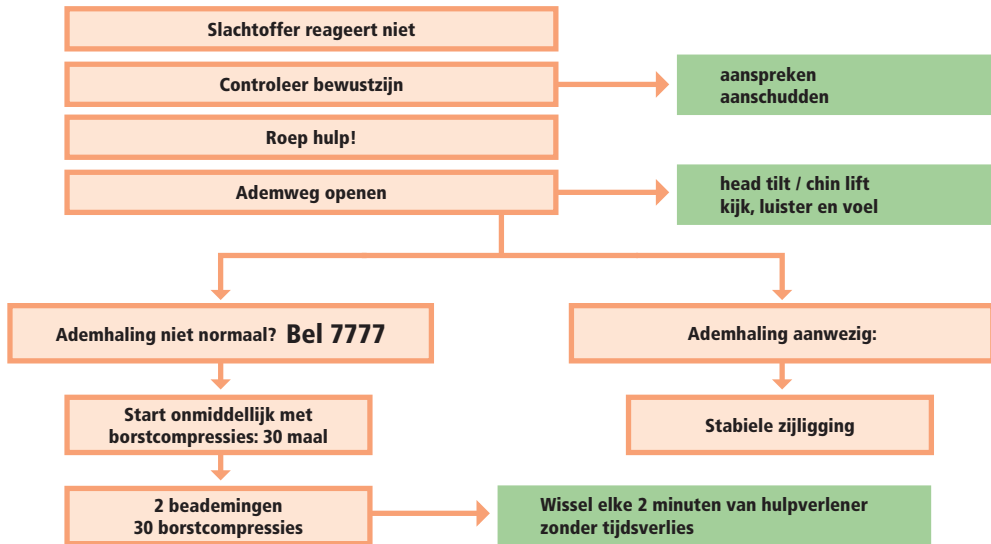 Slachtoffer reageert niet
Controleer bewustzijn
aanspreken
aanschudden
Roep hulp!
Ademweg openen
head tilt / chin lift
kijk, luister en voel
Ademhaling niet normaal? Bel 7777
Ademhaling aanwezig:
Start onmiddellijk met
borstcompressies: 30 maal
Stabiele zijligging
2 beademingen
30 borstcompressies
Wissel elke 2 minuten van hulpverlener
zonder tijdsverlies